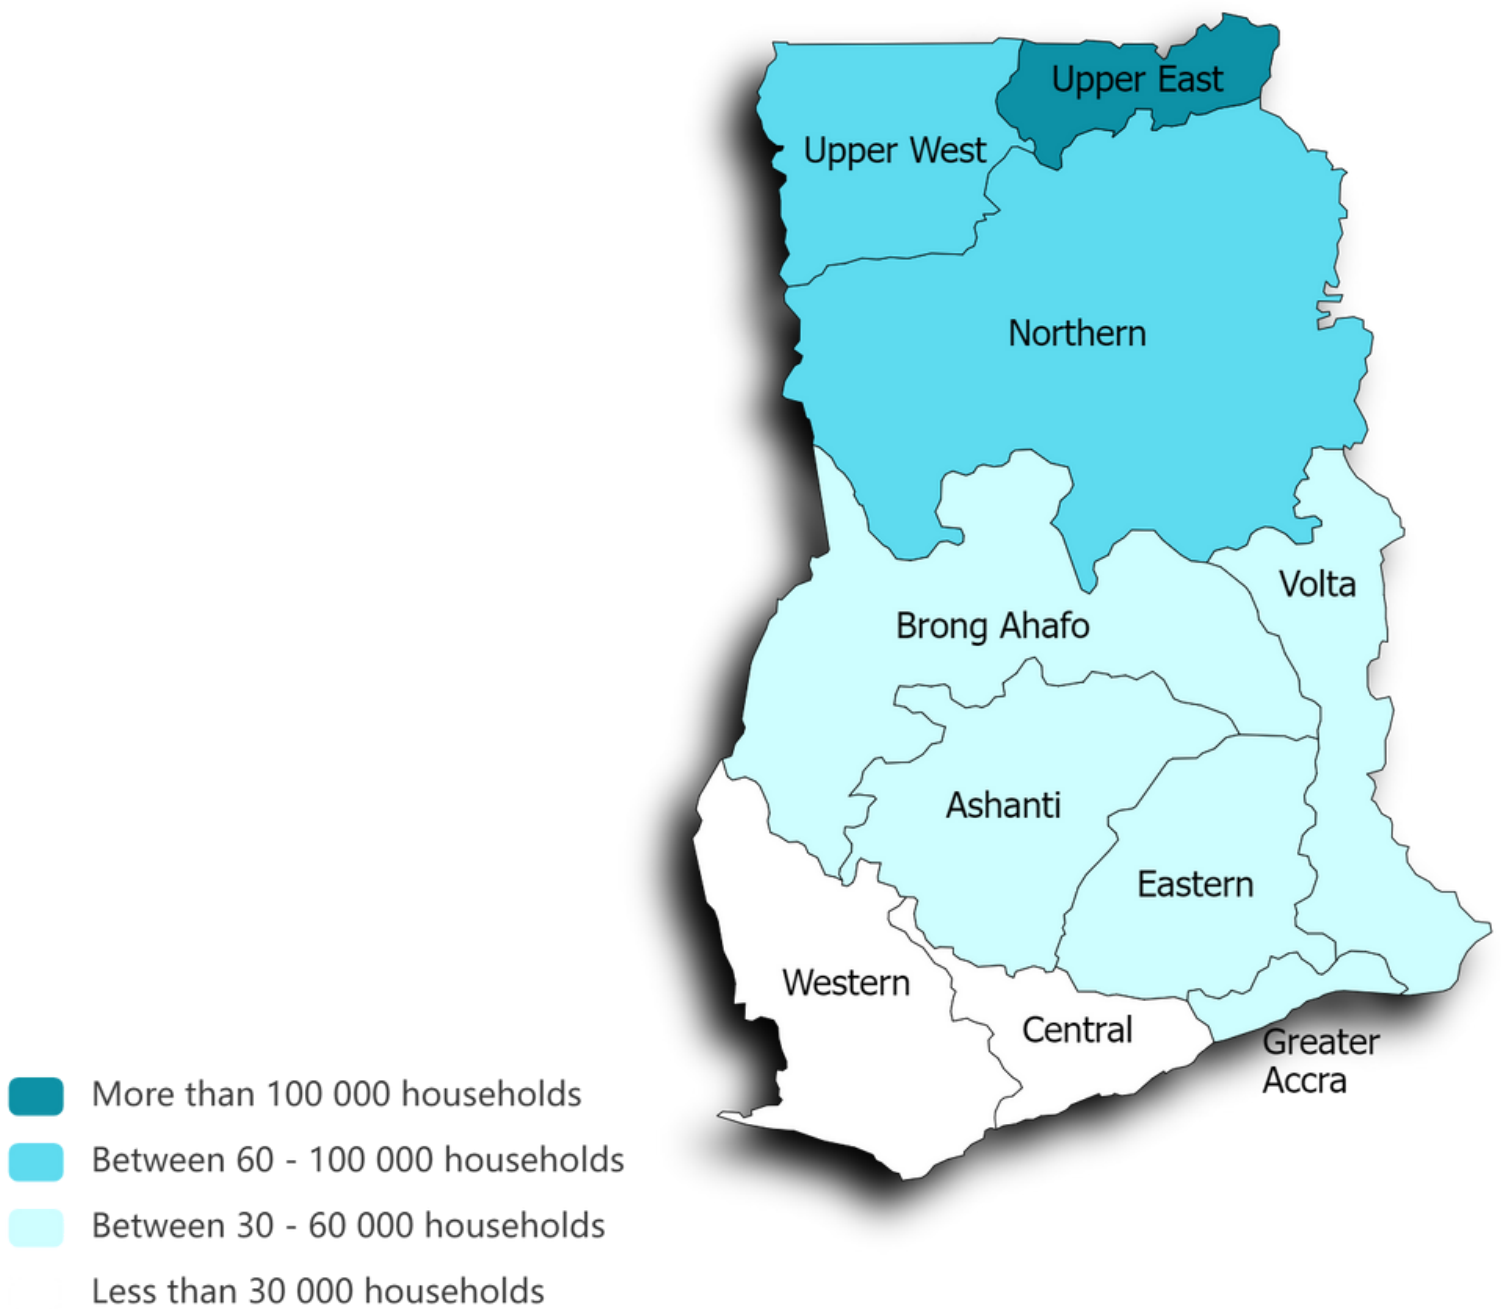 Upper East
Upper West
Northern
Volta
Brong Ahafo
Ashanti
Eastern
Western
Central
Greater
Accra
More than 100 000 households
Between 60 - 100 000 households
Between 30 - 60 000 households
Less than 30 000 households